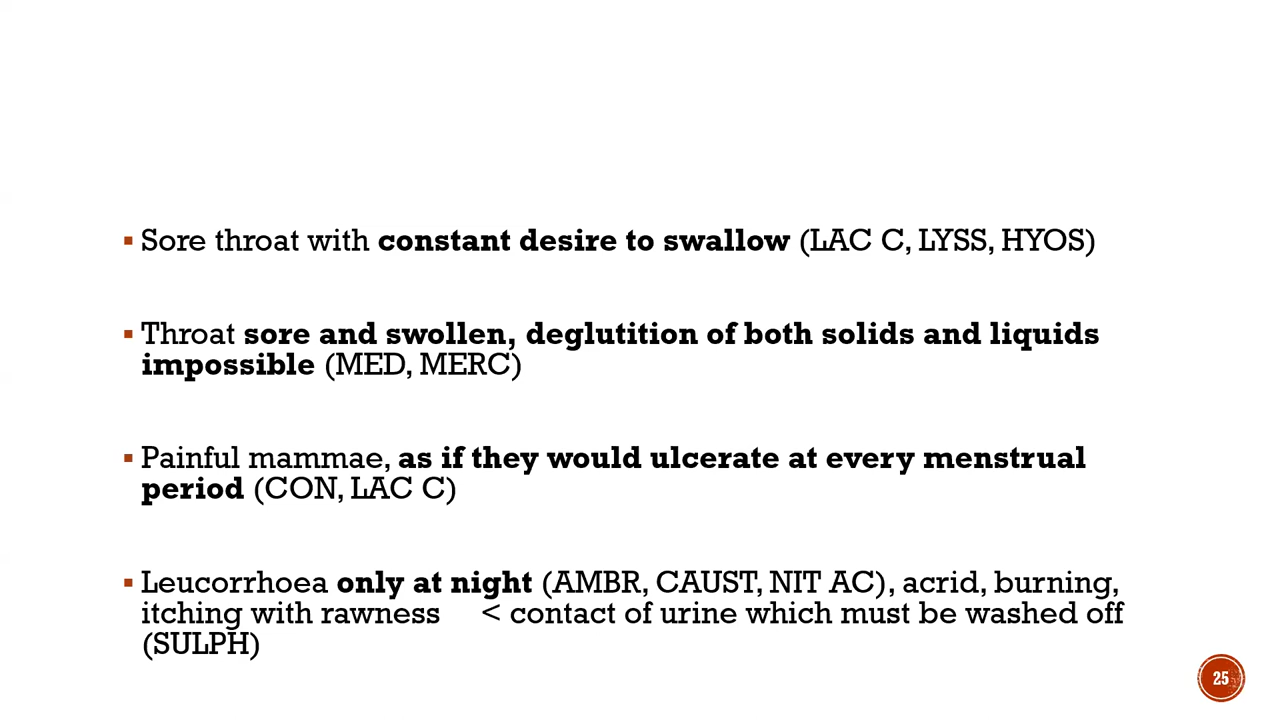 ▪ Sore throat with constant desire to swallow (LAC C, LYSS, HYOS)
▪ Throat sore and swollen, deglutition of both solids and liquids
impossible (MED, MERC)
▪ Painful mammae, as if they would ulcerate at every menstrual
period (CON, LAC C)
▪ Leucorrhoea only at night (AMBR, CAUST, NIT AC), acrid, burning,
itching with rawness < contact of urine which must be washed off
(SULPH)
25